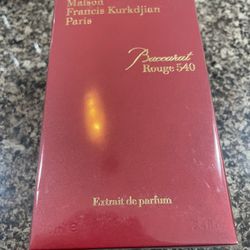 Maison
Francis Kurkdjian
Paris
Baccarat
Rouge 540
Extrait de parfum